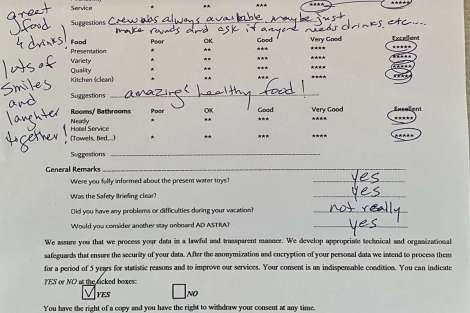 great
food
& drinks!
lots of
smiles
and
laughter
together!
Service * ** *** **** *****
Suggestions Crew was always available, maybe just
make rounds and ask if anyone needs drinks etc....
Food Poor OK Good Very Good Excellent
Presentation * ** *** **** *****
Variety * ** *** **** *****
Quality * ** *** **** *****
Kitchen (clean) * ** *** **** *****
Suggestions amazing & healthy food!
Rooms/ Bathrooms Poor OK Good Very Good Excellent
Neady * ** *** **** *****
Hotel Service
(Towels, Bed...) * ** *** **** *****
Suggestions
General Remarks
Were you fully informed about the present water toys? yes
Was the Safety Briefing clear? yes
Did you have any problems or difficulties during your vacation? not really
Would you consider another stay onboard AD ASTRA? yes
We assure you that we process your data in a lawful and transparent manner. We develop appropriate technical and organizational
safeguards that ensure the security of your data. After the anonymization and encryption of your personal data we intend to process them
for a period of 5 years for statistic reasons and to improve our services. Your consent is an indispensable condition. You can indicate
YES or NO at the ticked boxes:
YES NO
You have the right of a copy and you have the right to withdraw your consent at any time.